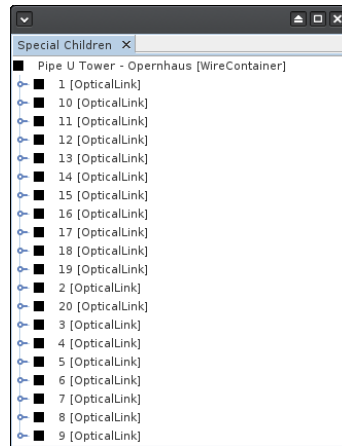 Special Children
Pipe U Tower - Opernhaus [WireContainer]
1 [OpticalLink]
10 [OpticalLink]
11 [OpticalLink]
12 [OpticalLink]
13 [OpticalLink]
14 [OpticalLink]
15 [OpticalLink]
16 [OpticalLink]
17 [OpticalLink]
18 [OpticalLink]
19 [OpticalLink]
2 [OpticalLink]
20 [OpticalLink]
3 [OpticalLink]
4 [OpticalLink]
5 [OpticalLink]
6 [OpticalLink]
7 [OpticalLink]
8 [OpticalLink]
9 [OpticalLink]